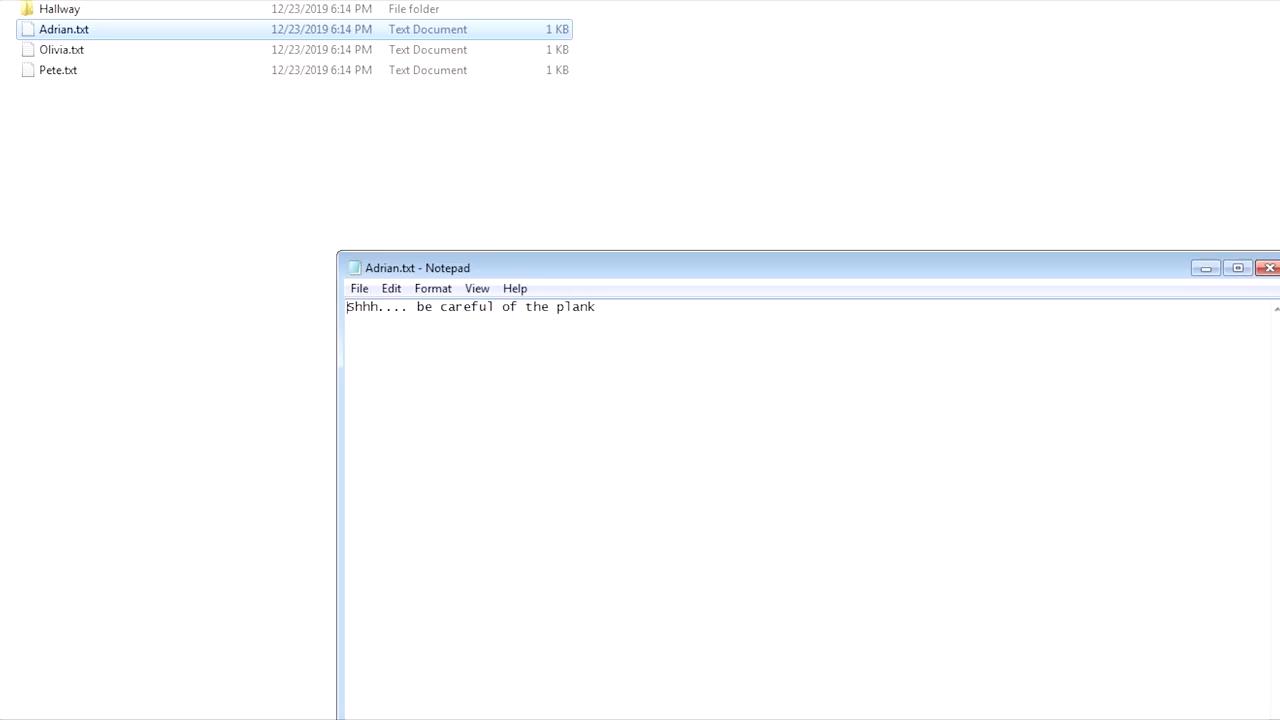 Hallway 12/23/2019 6:14 PM File folder
Adrian.txt 12/23/2019 6:14 PM Text Document 1 KB
Olivia.txt 12/23/2019 6:14 PM Text Document 1 KB
Pete.txt 12/23/2019 6:14 PM Text Document 1 KB
Adrian.txt - Notepad
File Edit Format View Help
Shhh.... be careful of the plank